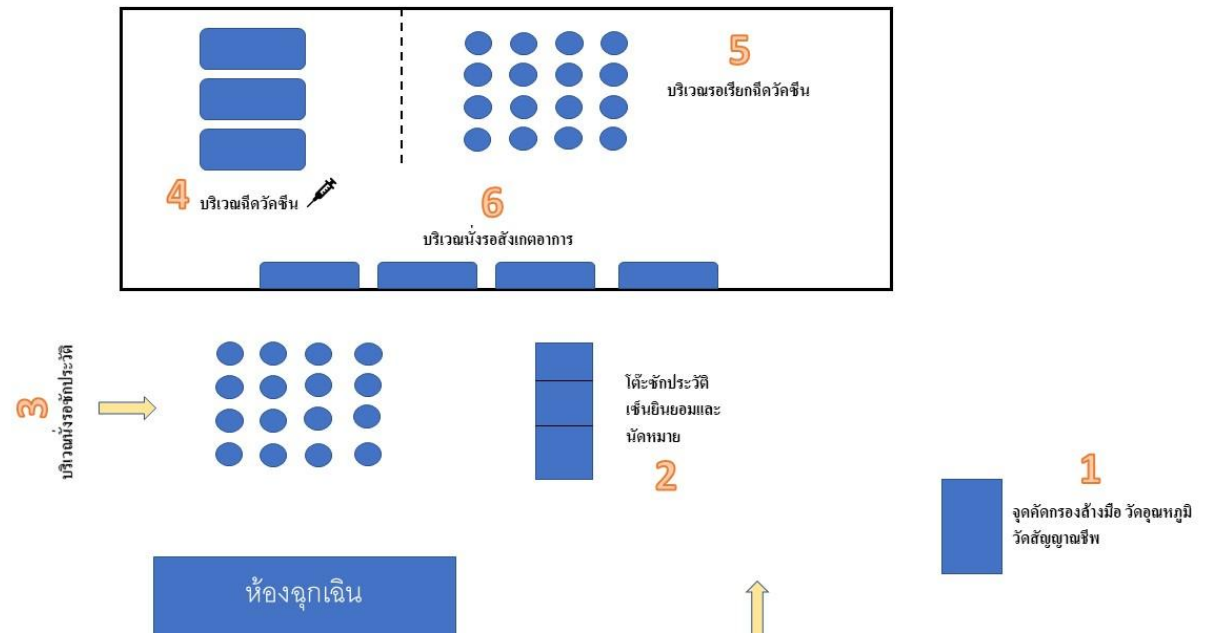 5
บริเวณรอเรียกฉีดวัคซีน
4
บริเวณฉีดวัคซีน
6
บริเวณนั่งรอสังเกตอาการ
3
บริเวณนั่งรอซักประวัติ
โต๊ะซักประวัติ
เซ็นยินยอมและ
นัดหมาย
2
1
จุดคัดกรองล้างมือ วัดอุณหภูมิ
วัดสัญญาณชีพ
ห้องฉุกเฉิน